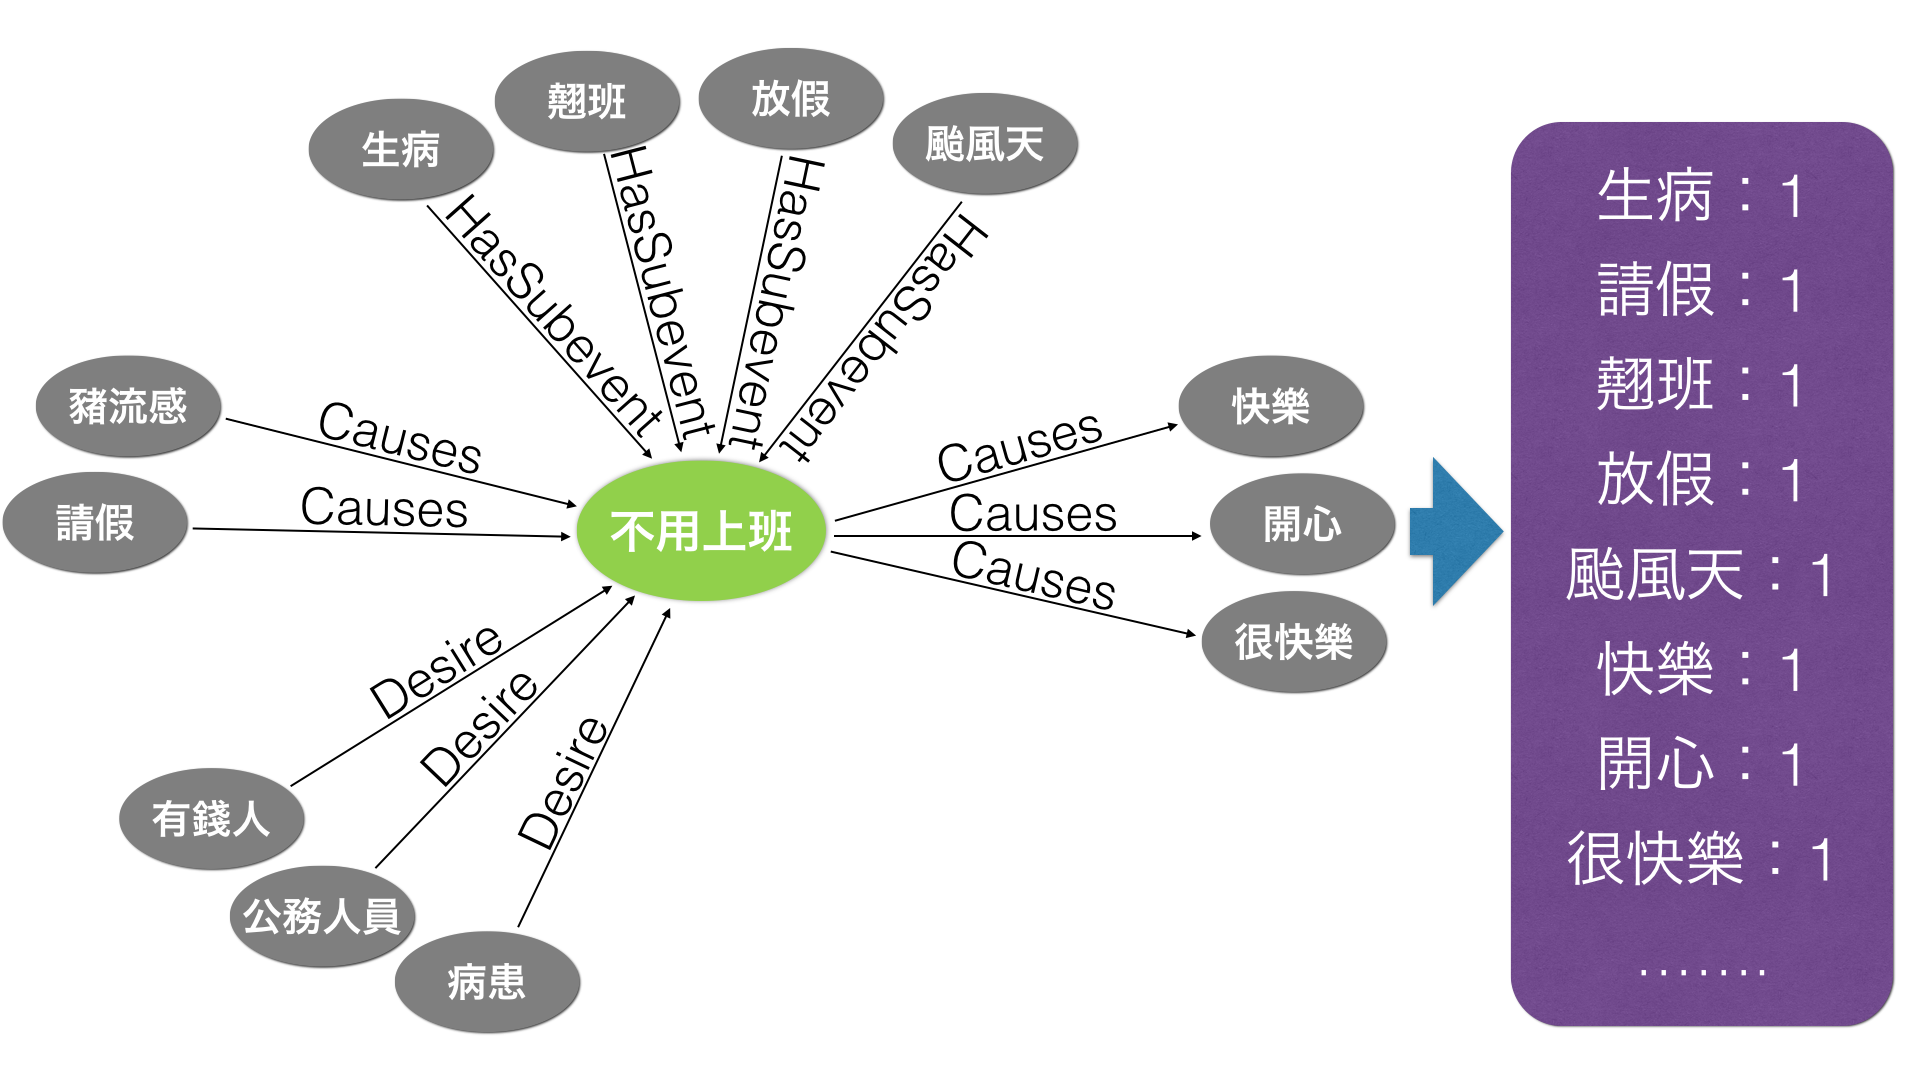 生病
翹班
放假
颱風天
HasSubevent
HasSubevent
HasSubevent
HasSubevent
豬流感
請假
Causes
Causes
不用上班
Causes
Causes
Causes
快樂
開心
很快樂
Desire
Desire
Desire
有錢人
公務人員
病患
生病：1
請假：1
翹班：1
放假：1
颱風天：1
快樂：1
開心：1
很快樂：1
.......